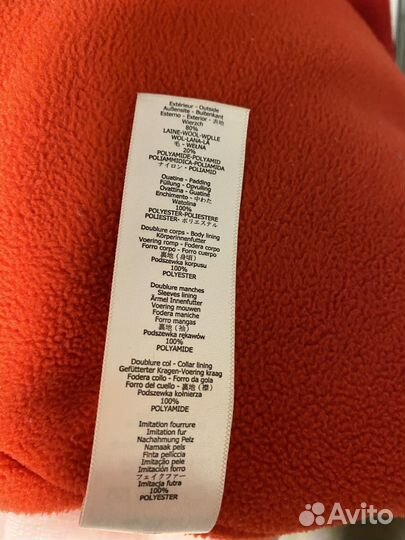 Extérieur - Outside
Außenseite - Buitenkant
Esterno - Exterior - 表地
Wierzch
80%
LAINE-WOOL-WOLLE
WOL-LANA-LÃ
毛 - WEŁNA
20%
POLYAMIDE-POLYAMID
POLIAMMIDICA-POLIAMIDA
ナイロン - POLIAMID
Ouatine - Padding
Füllung - Opvulling
Ovattina - Guatine
Enchimento - 中わた
Watolina
100%
POLYESTER-POLIESTERE
POLIESTER- ポリエステル
Doublure corps - Body lining
Körperinnenfutter
Voering romp - Fodera corpo
Forro corpo - Forro cuerpo
裏地 (身頃)
Podszewka korpusu
100%
POLYESTER
Doublure manches
Sleeves lining
Ärmel Innenfutter
Voering mouwen
Fodera maniche
Forro mangas
裏地 (袖)
Podszewka rękawów
100%
POLYAMIDE
Doublure col - Collar lining
Gefütterter Kragen-Voering kraag
Fodera collo - Forro da gola
Forro del cuello - 裏地 (襟)
Podszewka kołnierza
100%
POLYAMIDE
Imitation fourrure
Imitation fur
Nachahmung Pelz
Namaak pels
Finta pelliccia
Imitação pele
Imitación forro
フェイクファー
Imitacja futra
100%
POLYESTER
Avito